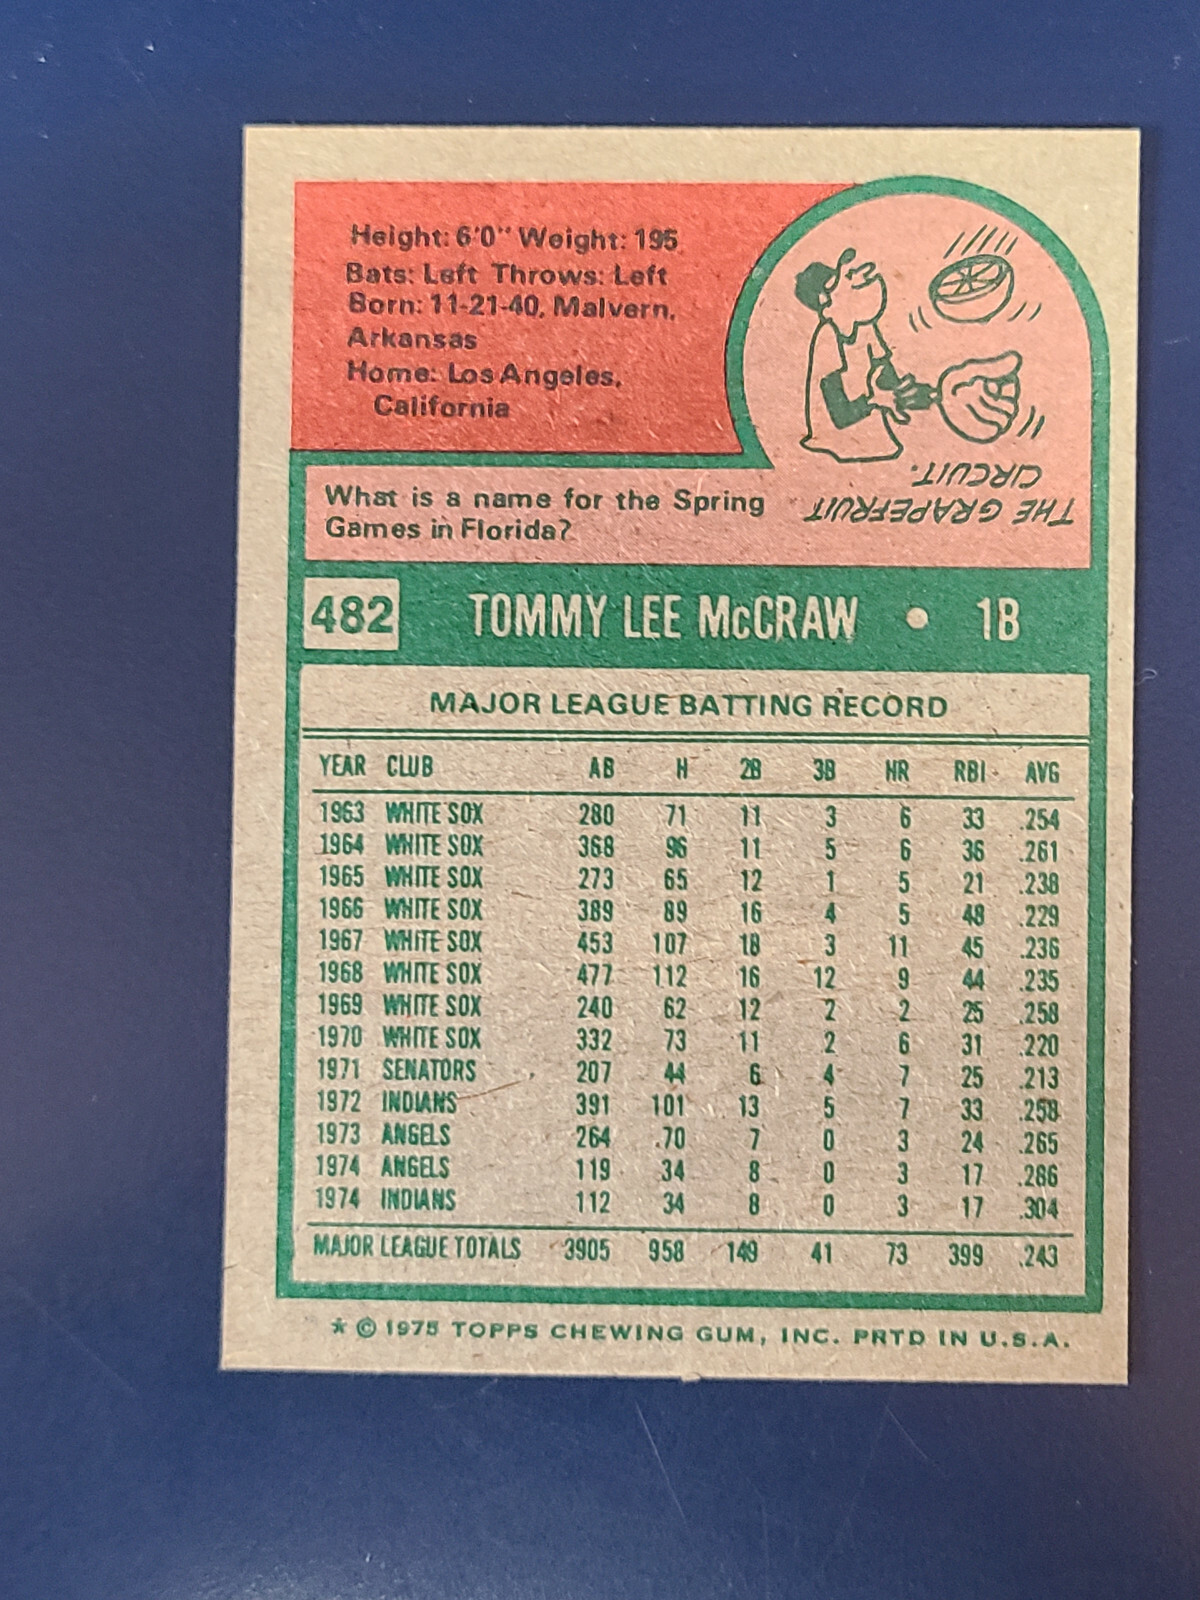 Height: 6'0" Weight: 195
Bats: Left Throws: Left
Born: 11-21-40, Malvern,
Arkansas
Home: Los Angeles,
California
What is a name for the Spring
Games in Florida?
THE GRAPEFRUIT
CIRCUIT.
482 TOMMY LEE McCRAW • 1B
MAJOR LEAGUE BATTING RECORD
YEAR CLUB AB H 2B 3B HR RBI AVG
1963 WHITE SOX 280 71 11 3 6 33 .254
1964 WHITE SOX 368 96 11 5 6 36 .261
1965 WHITE SOX 273 65 12 1 5 21 .238
1966 WHITE SOX 389 89 16 4 5 48 .229
1967 WHITE SOX 453 107 18 3 11 45 .236
1968 WHITE SOX 477 112 16 12 9 44 .235
1969 WHITE SOX 240 62 12 2 2 25 .258
1970 WHITE SOX 332 73 11 2 6 31 .220
1971 SENATORS 207 44 6 4 7 25 .213
1972 INDIANS 391 101 13 5 7 33 .258
1973 ANGELS 264 70 7 0 3 24 .265
1974 ANGELS 119 34 8 0 3 17 .286
1974 INDIANS 112 34 8 0 3 17 .304
MAJOR LEAGUE TOTALS 3905 958 149 41 73 399 .243
* © 1975 TOPPS CHEWING GUM, INC. PRTD IN U.S.A.